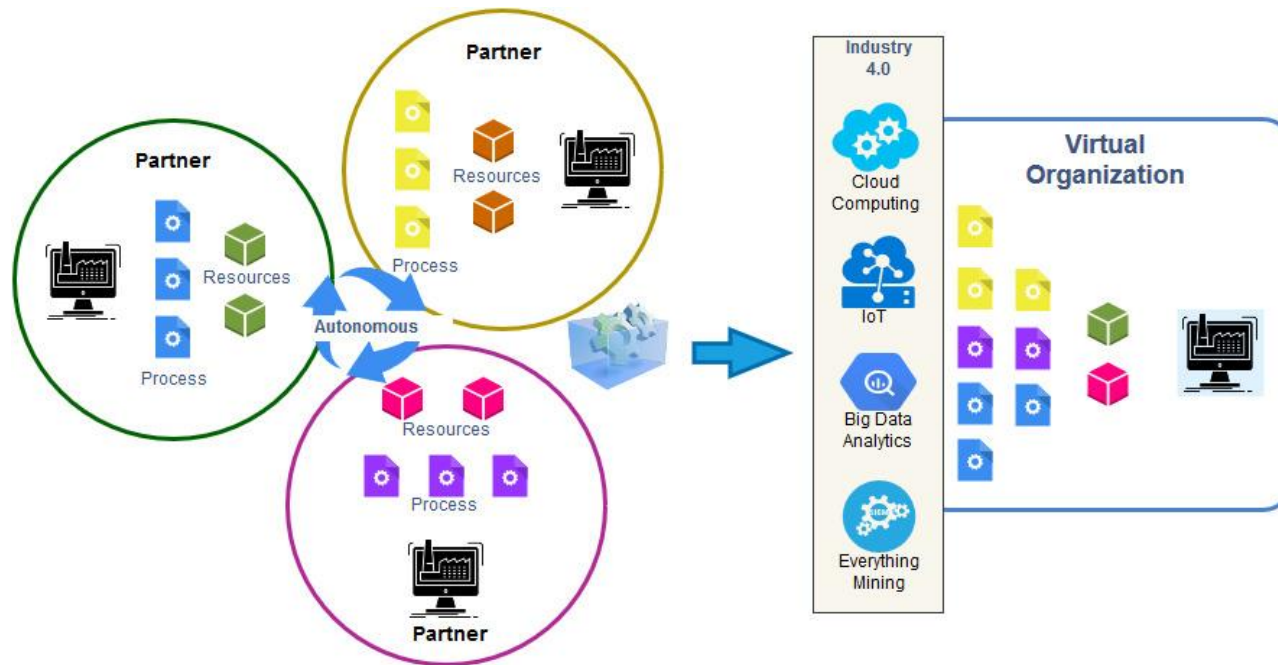 Partner
Resources
Process
Partner
Resources
Process
Autonomous
Resources
Process
Partner
Industry
4.0
Cloud
Computing
IoT
Big Data
Analytics
Everything
Mining
Virtual
Organization